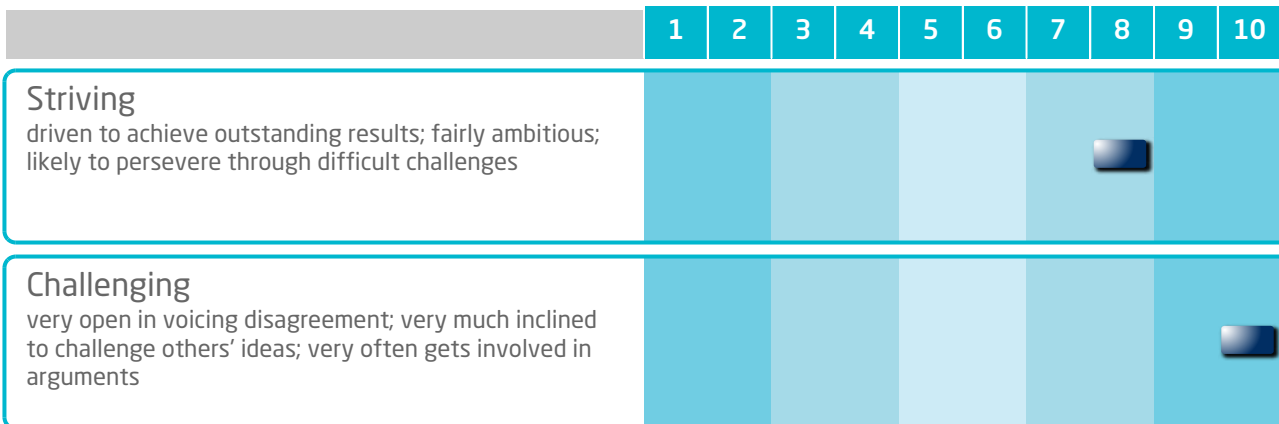 1 2 3 4 5 6 7 8 9 10
Striving
driven to achieve outstanding results; fairly ambitious;
likely to persevere through difficult challenges
Challenging
very open in voicing disagreement; very much inclined
to challenge others' ideas; very often gets involved in
arguments